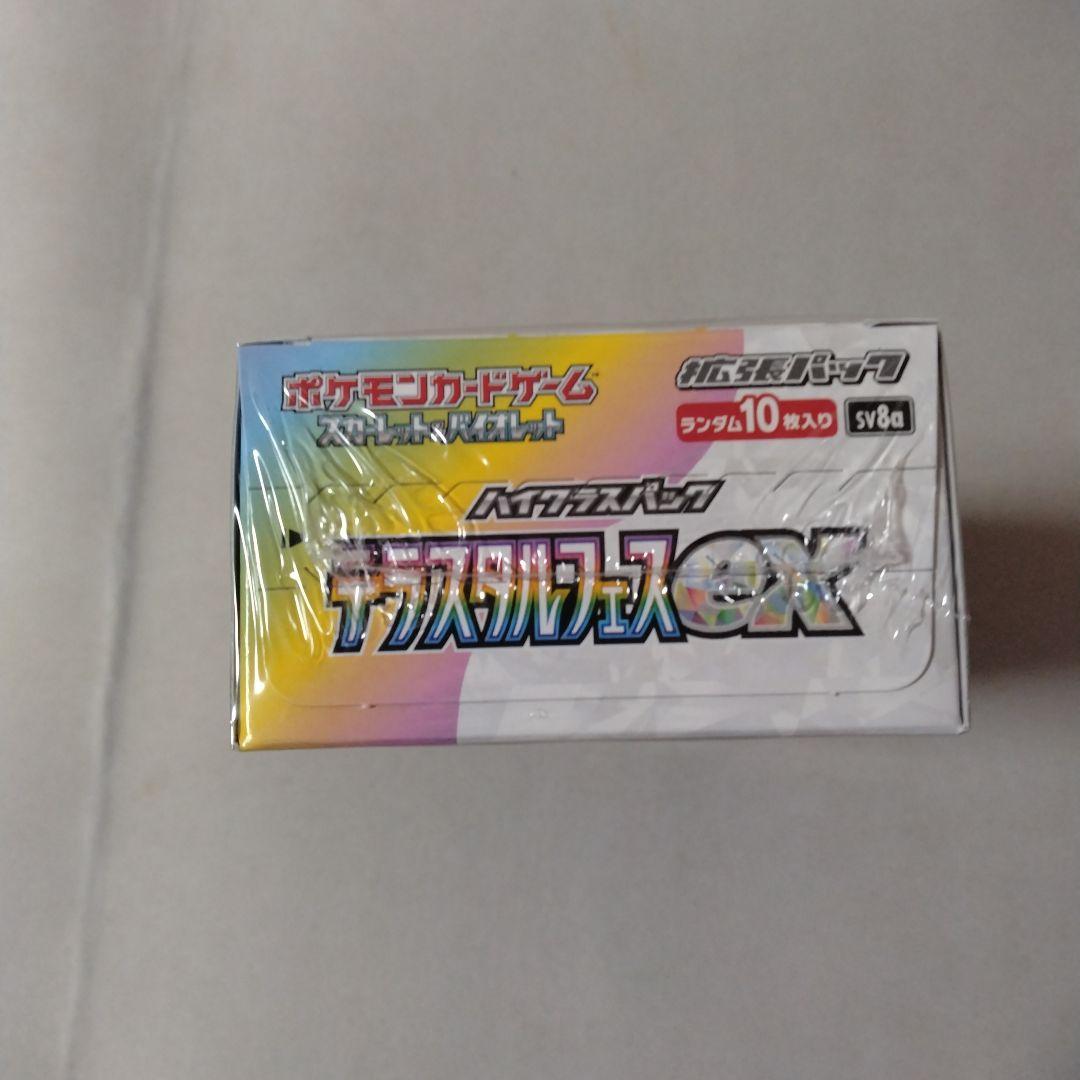 ポケモンカードゲーム™
スカーレット&バイオレット
拡張パック
ランダム10枚入り
SV8a
ハイクラスパック
テラスタルフェスex